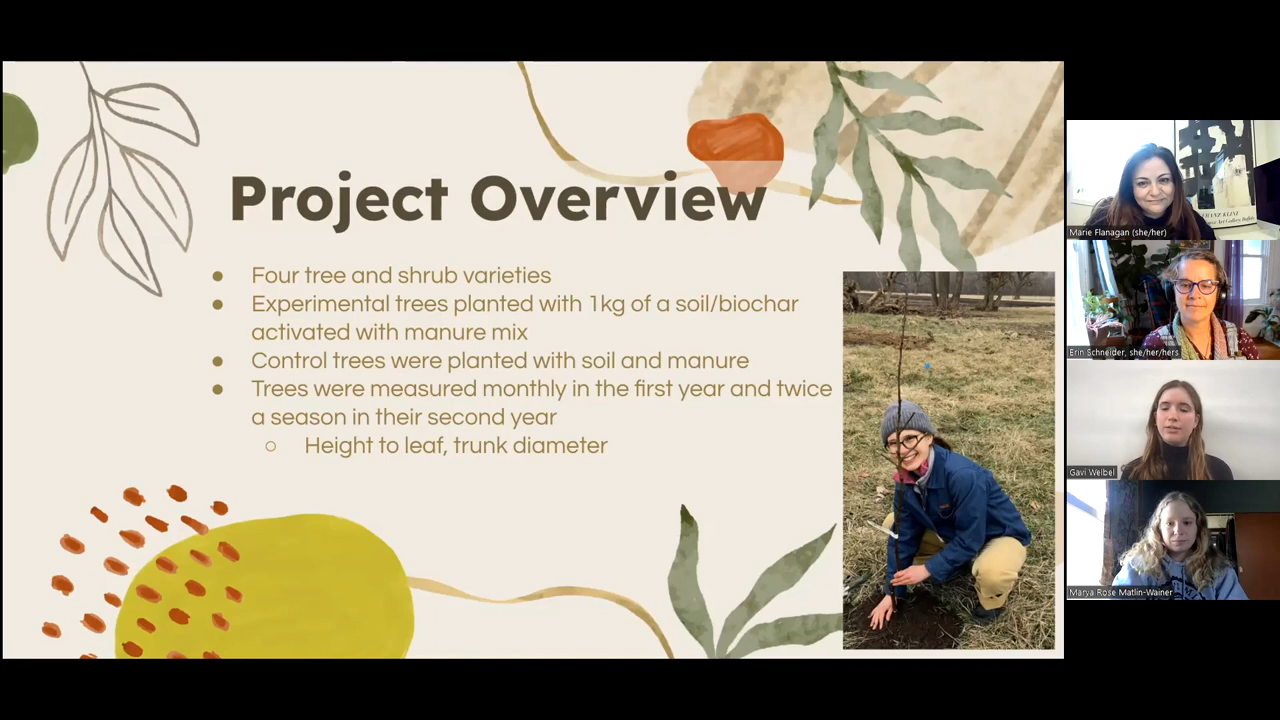 Project Overview
● Four tree and shrub varieties
● Experimental trees planted with 1kg of a soil/biochar
activated with manure mix
● Control trees were planted with soil and manure
● Trees were measured monthly in the first year and twice
a season in their second year
○ Height to leaf, trunk diameter
Marie Flanagan (she/her)
Erin Schneider, she/her/hers
Gavi Welbel
Marya Rose Matlin-Wainer
FRANZ KLINE